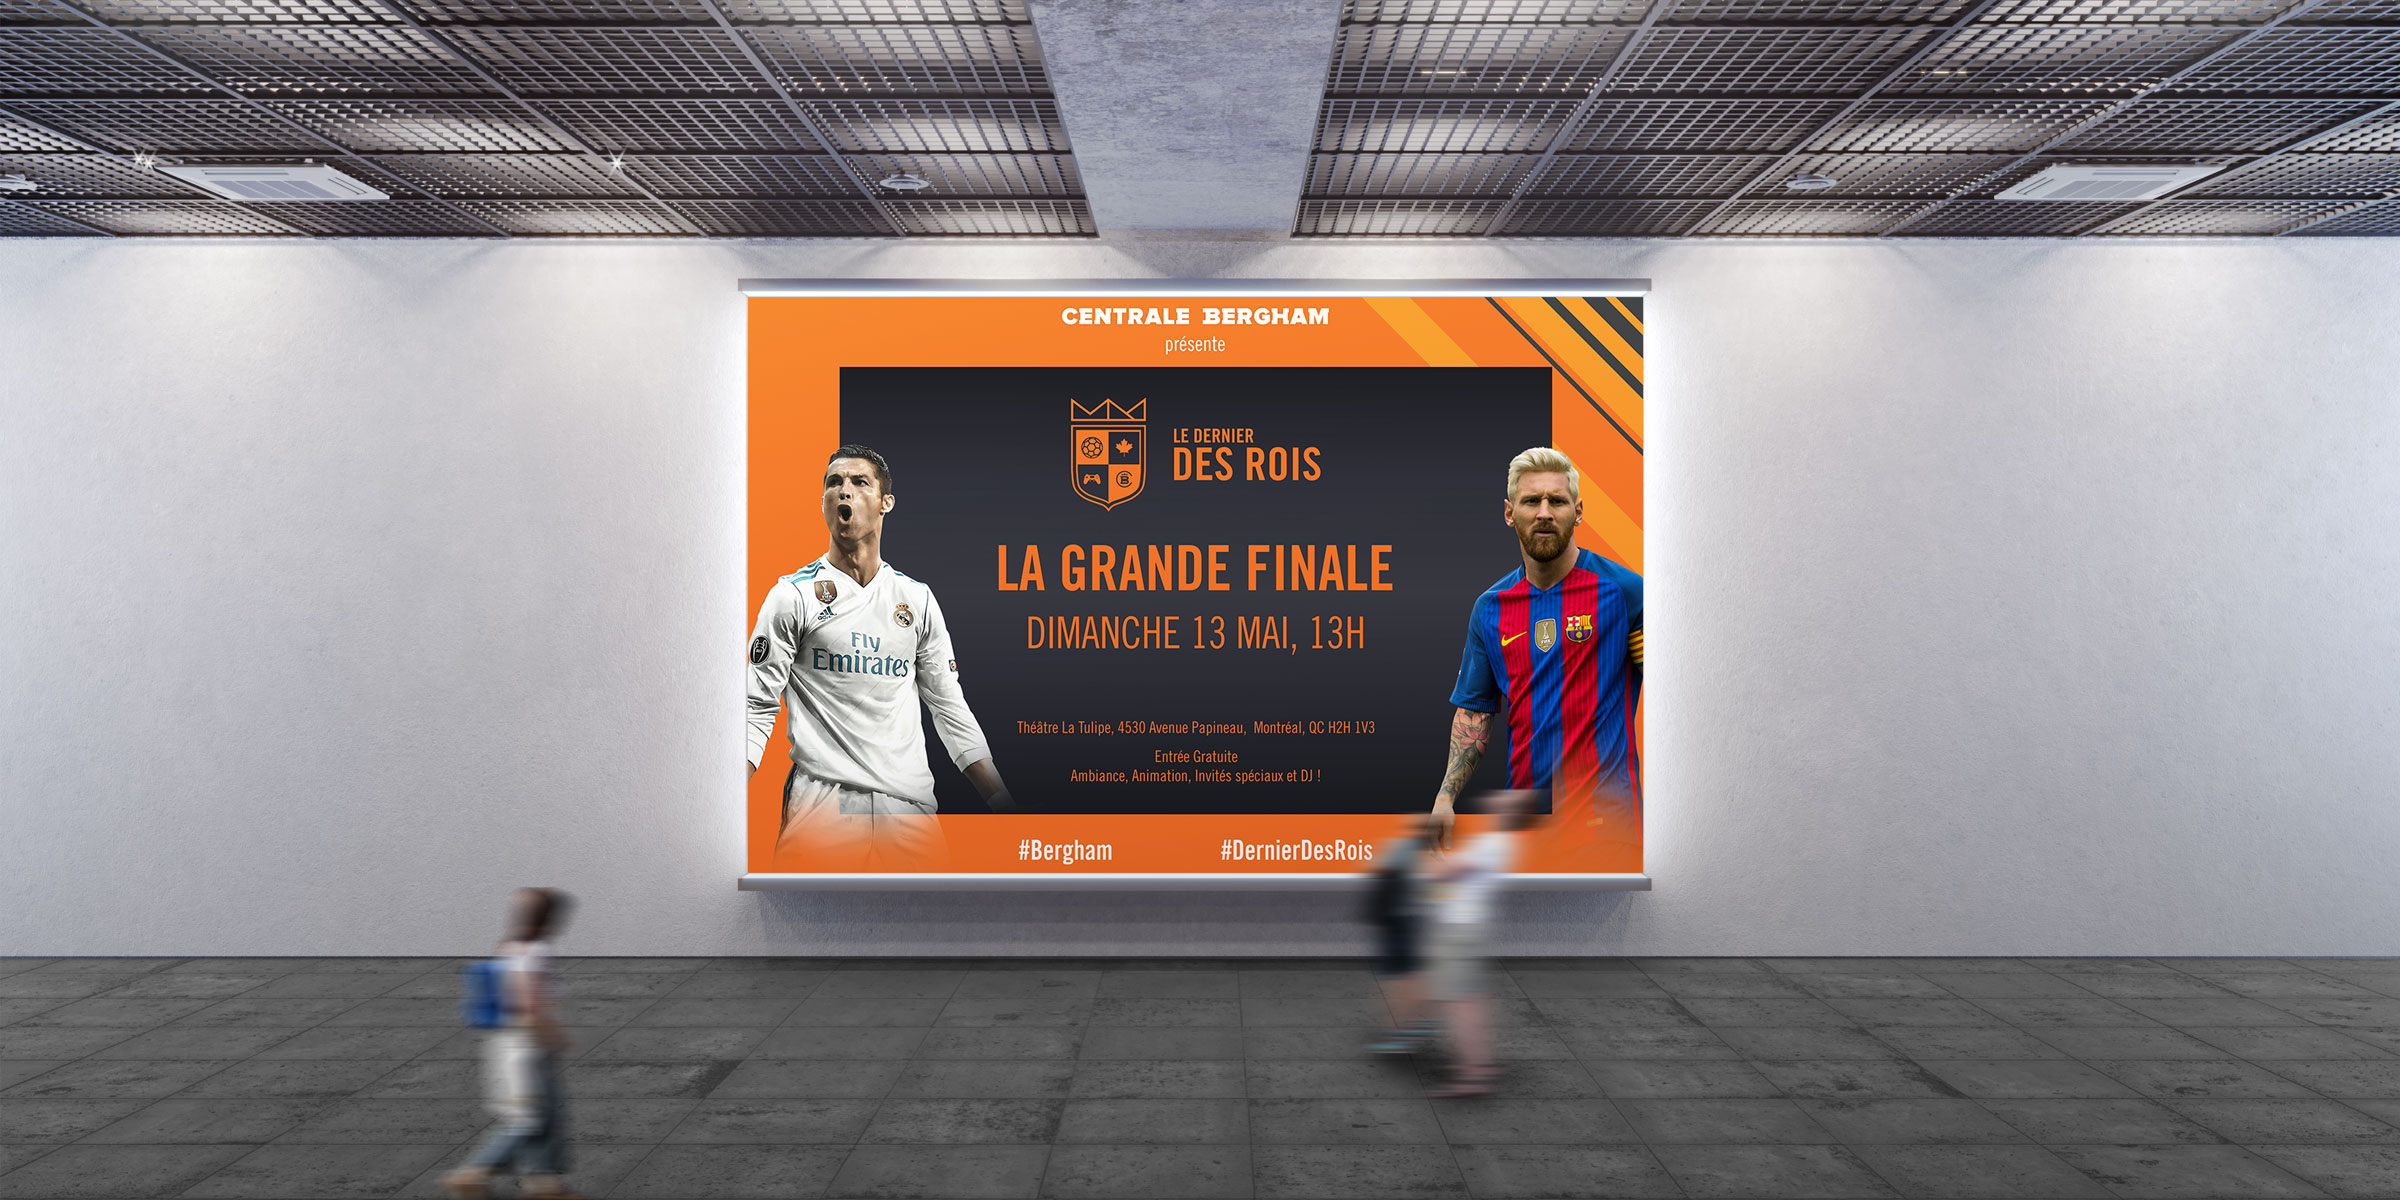 CENTRALE BERGHAM
présente
LE DERNIER
DES ROIS
LA GRANDE FINALE
DIMANCHE 13 MAI, 13H
Fly
Emirates
Théâtre La Tulipe, 4530 Avenue Papineau, Montréal, QC H2H 1V3
Entrée Gratuite
Ambiance, Animation, Invités spéciaux et DJ !
#Bergham #DernierDesRois